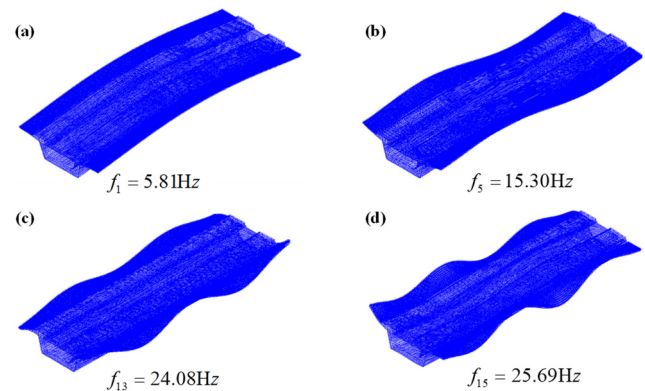 (a)
(b)
f₁ = 5.81Hz
f₅ = 15.30Hz
(c)
(d)
f₁₃ = 24.08Hz
f₁₅ = 25.69Hz